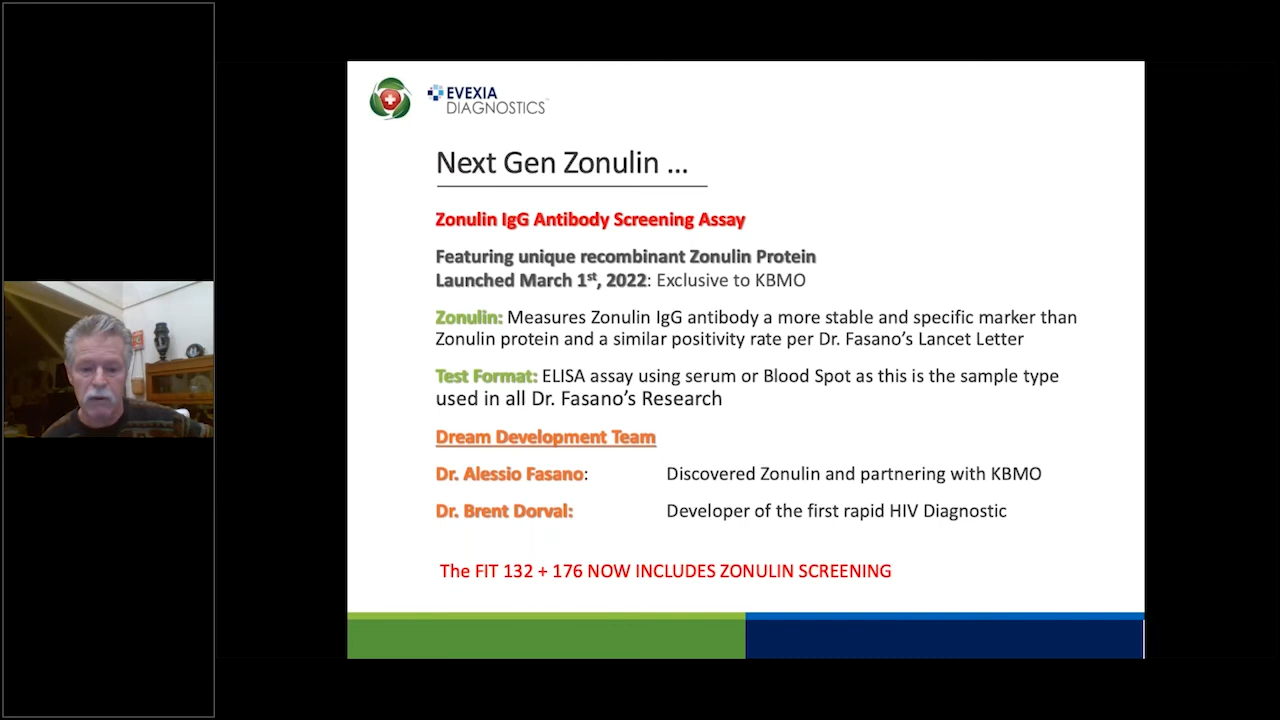 EVEXIA
DIAGNOSTICS™
Next Gen Zonulin ...
Zonulin IgG Antibody Screening Assay
Featuring unique recombinant Zonulin Protein
Launched March 1st, 2022: Exclusive to KBMO
Zonulin: Measures Zonulin IgG antibody a more stable and specific marker than
Zonulin protein and a similar positivity rate per Dr. Fasano's Lancet Letter
Test Format: ELISA assay using serum or Blood Spot as this is the sample type
used in all Dr. Fasano's Research
Dream Development Team
Dr. Alessio Fasano: Discovered Zonulin and partnering with KBMO
Dr. Brent Dorval: Developer of the first rapid HIV Diagnostic
The FIT 132 + 176 NOW INCLUDES ZONULIN SCREENING